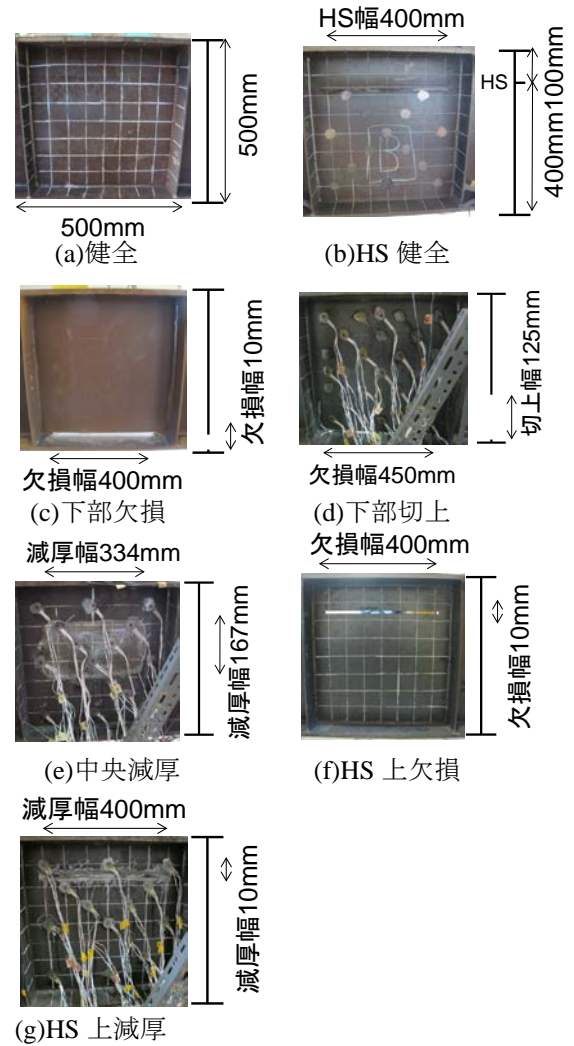 500mm
500mm
(a)健全
HS幅400mm
HS
400mm100mm
(b)HS 健全
欠損幅10mm
欠損幅400mm
(c)下部欠損
切上幅125mm
欠損幅450mm
(d)下部切上
減厚幅334mm
減厚幅167mm
(e)中央減厚
欠損幅400mm
欠損幅10mm
(f)HS 上欠損
減厚幅400mm
減厚幅10mm
(g)HS 上減厚
B